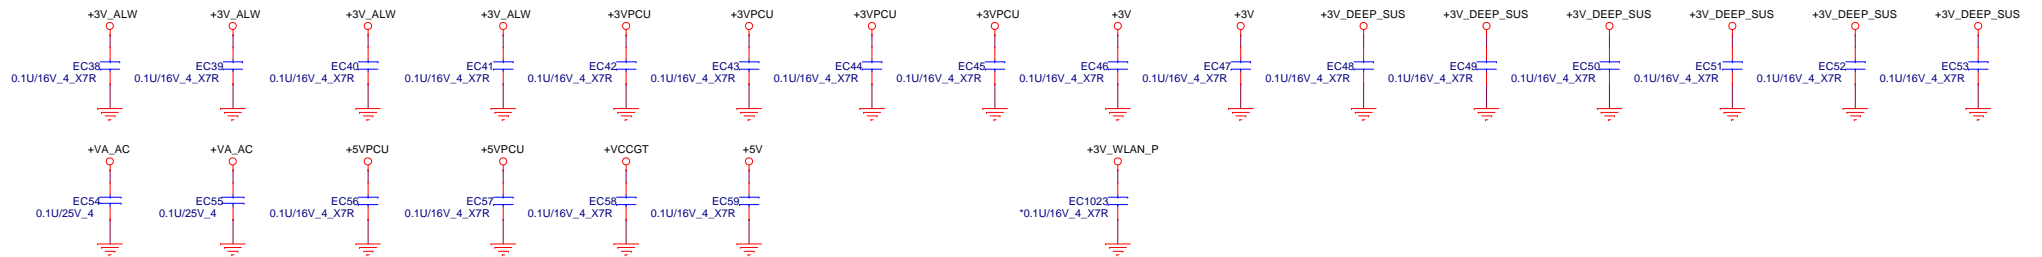 +3V_ALW +3V_ALW +3V_ALW +3V_ALW +3VPCU +3VPCU +3VPCU +3VPCU +3V +3V +3V_DEEP_SUS +3V_DEEP_SUS +3V_DEEP_SUS +3V_DEEP_SUS +3V_DEEP_SUS +3V_DEEP_SUS
EC38 EC39 EC40 EC41 EC42 EC43 EC44 EC45 EC46 EC47 EC48 EC49 EC50 EC51 EC52 EC53
0.1U/16V_4_X7R 0.1U/16V_4_X7R 0.1U/16V_4_X7R 0.1U/16V_4_X7R 0.1U/16V_4_X7R 0.1U/16V_4_X7R 0.1U/16V_4_X7R 0.1U/16V_4_X7R 0.1U/16V_4_X7R 0.1U/16V_4_X7R 0.1U/16V_4_X7R 0.1U/16V_4_X7R 0.1U/16V_4_X7R 0.1U/16V_4_X7R 0.1U/16V_4_X7R 0.1U/16V_4_X7R
+VA_AC +VA_AC +5VPCU +5VPCU +VCCGT +5V +3V_WLAN_P
EC54 EC55 EC56 EC57 EC58 EC59 EC1023
0.1U/25V_4 0.1U/25V_4 0.1U/16V_4_X7R 0.1U/16V_4_X7R 0.1U/16V_4_X7R 0.1U/16V_4_X7R *0.1U/16V_4_X7R